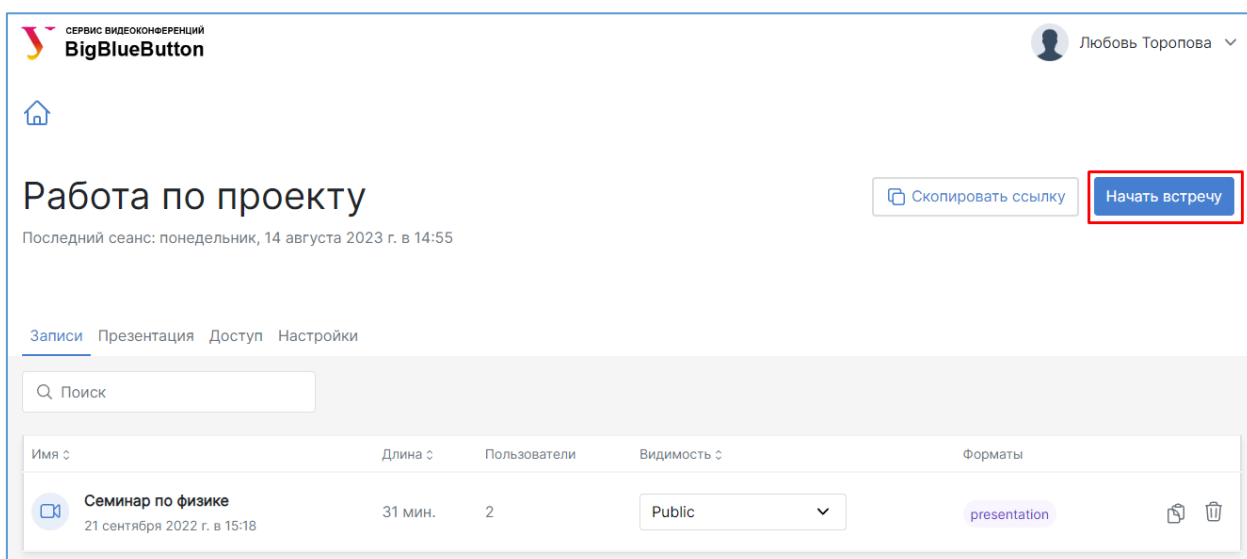 СЕРВИС ВИДЕОКОНФЕРЕНЦИЙ
BigBlueButton
Любовь Торопова
Работа по проекту
Скопировать ссылку
Начать встречу
Последний сеанс: понедельник, 14 августа 2023 г. в 14:55
Записи Презентация Доступ Настройки
Поиск
Имя Длина Пользователи Видимость Форматы
Семинар по физике
21 сентября 2022 г. в 15:18
31 мин. 2 Public presentation